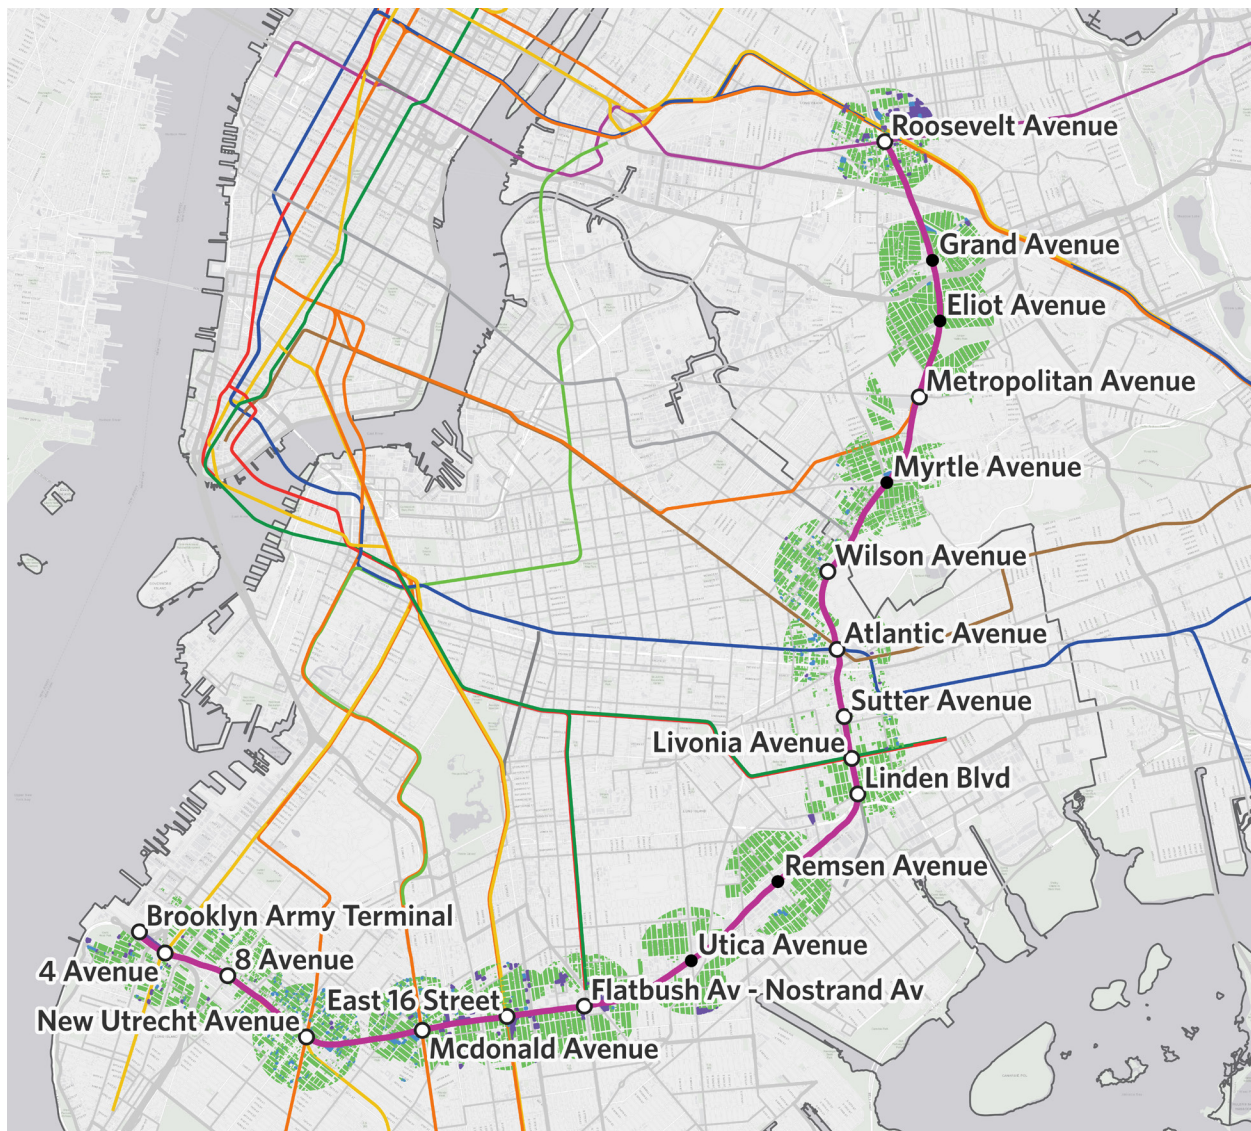 Roosevelt Avenue
Grand Avenue
Eliot Avenue
Metropolitan Avenue
Myrtle Avenue
Wilson Avenue
Atlantic Avenue
Sutter Avenue
Livonia Avenue
Linden Blvd
Remsen Avenue
Brooklyn Army Terminal
Utica Avenue
4 Avenue
8 Avenue
Flatbush Av - Nostrand Av
East 16 Street
New Utrecht Avenue
Mcdonald Avenue